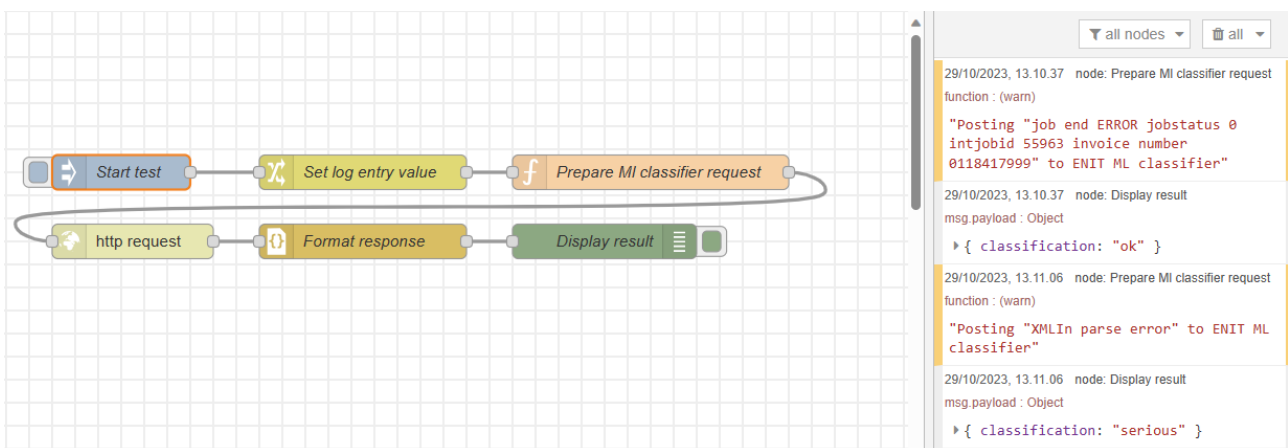 Start test
Set log entry value
Prepare MI classifier request
http request
Format response
Display result
all nodes
all
29/10/2023, 13.10.37 node: Prepare MI classifier request
function : (warn)
"Posting "job end ERROR jobstatus 0
intjobid 55963 invoice number
0118417999" to ENIT ML classifier"
29/10/2023, 13.10.37 node: Display result
msg.payload : Object
{ classification: "ok" }
29/10/2023, 13.11.06 node: Prepare MI classifier request
function : (warn)
"Posting "XMLIn parse error" to ENIT ML
classifier"
29/10/2023, 13.11.06 node: Display result
msg.payload : Object
{ classification: "serious" }